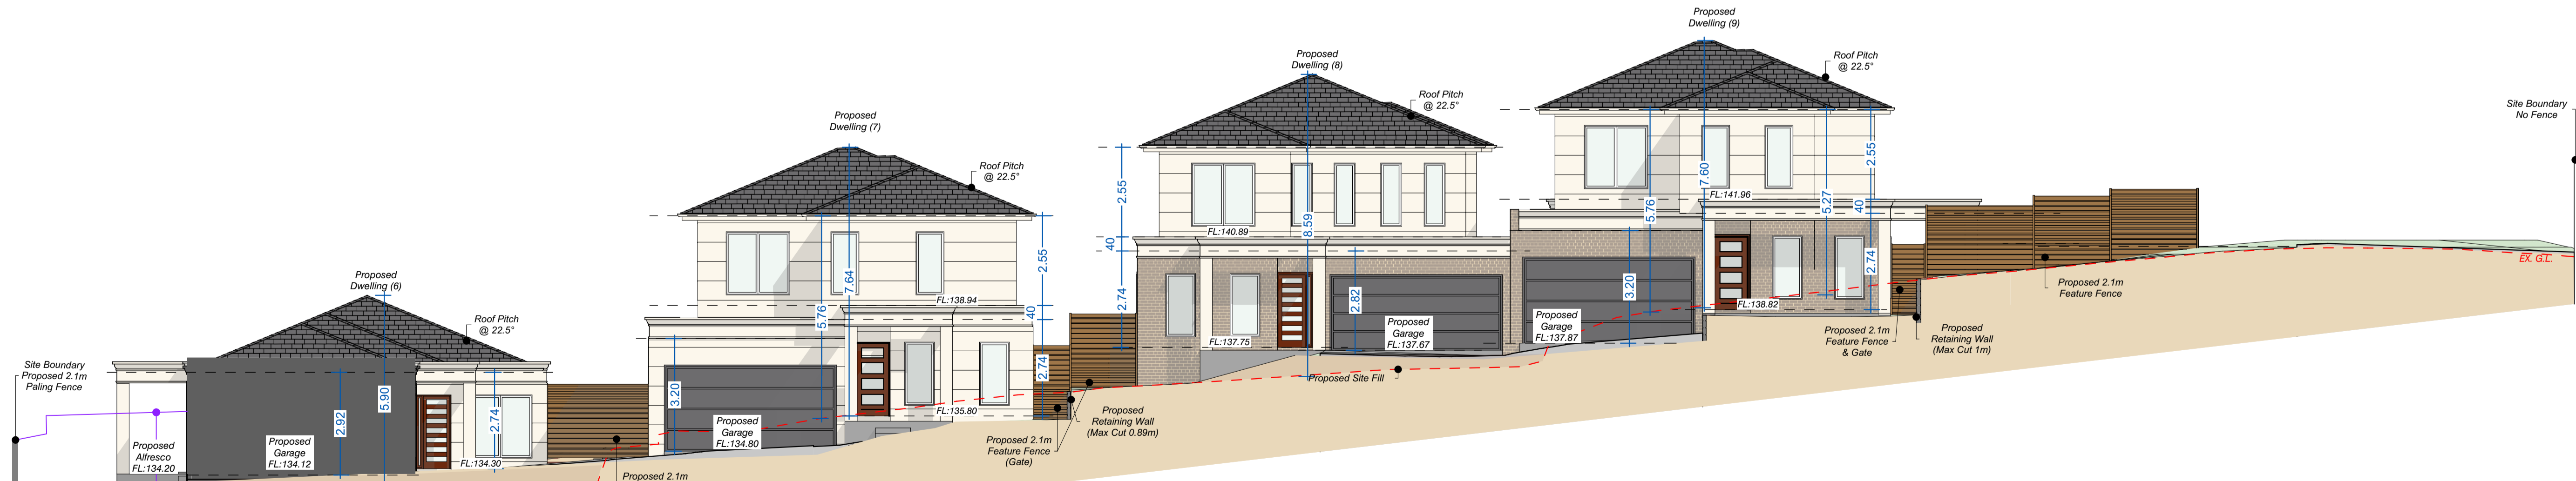 Site Boundary
Proposed 2.1m
Paling Fence
Proposed
Alfresco
FL:134.20
Proposed
Garage
FL:134.12
2.92
5.90
Proposed
Dwelling (6)
Roof Pitch
@ 22.5°
2.74
FL:134.30
Proposed 2.1m
3.20
Proposed
Garage
FL:134.80
Proposed
Dwelling (7)
Roof Pitch
@ 22.5°
5.76
7.64
FL:138.94
FL:135.80
2.55
40
2.74
Proposed 2.1m
Feature Fence
(Gate)
Proposed
Retaining Wall
(Max Cut 0.89m)
2.55
40
2.74
Proposed
Dwelling (8)
Roof Pitch
@ 22.5°
FL:140.89
8.59
FL:137.75
2.82
Proposed
Garage
FL:137.67
Proposed Site Fill
Proposed
Garage
FL:137.87
3.20
Proposed
Dwelling (9)
Roof Pitch
@ 22.5°
5.76
7.60
FL:141.96
5.27
2.55
40
2.74
FL:138.82
Proposed 2.1m
Feature Fence
& Gate
Proposed
Retaining Wall
(Max Cut 1m)
Proposed 2.1m
Feature Fence
Site Boundary
No Fence
EX. G.L.